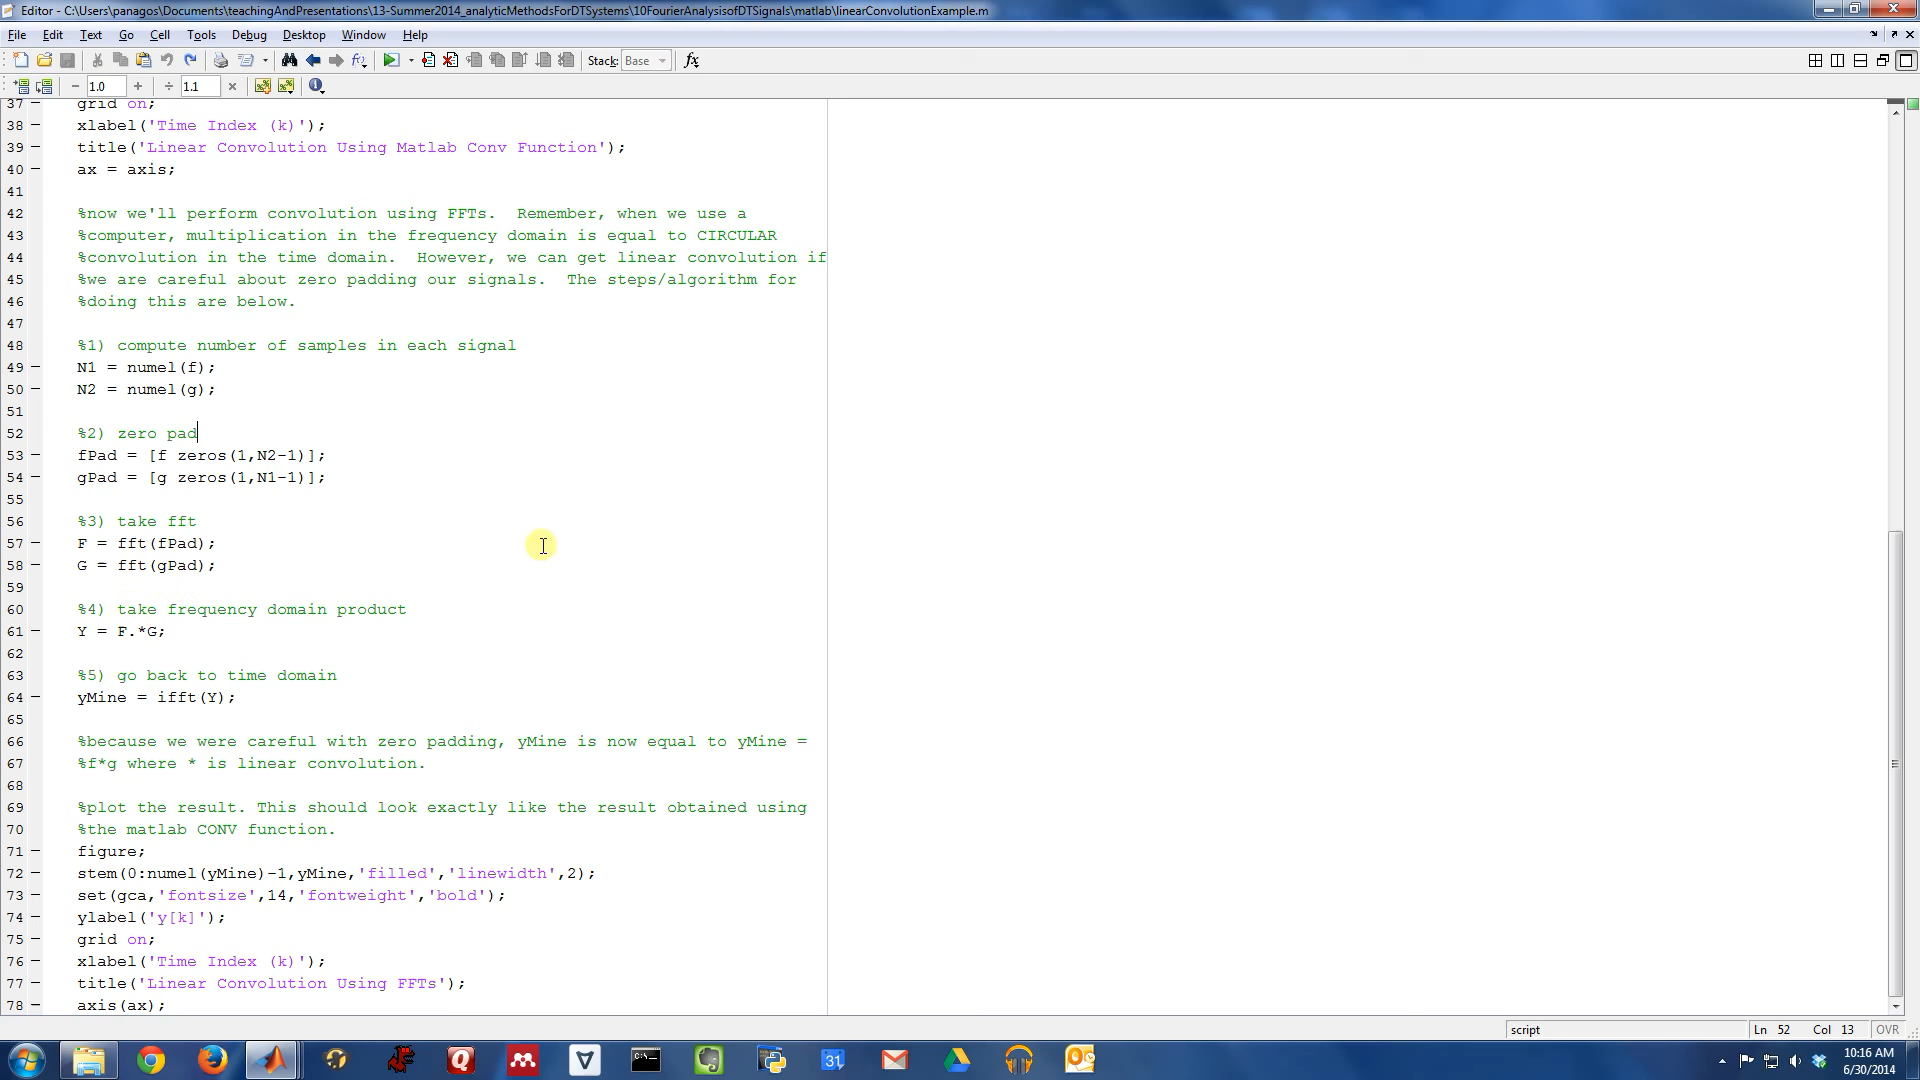 Editor - C:\Users\panagos\Documents\teachingAndPresentations\13-Summer2014_analyticMethodsForDTSystems\10FourierAnalysisofDTSignals\matlab\linearConvolutionExample.m
File Edit Text Go Cell Tools Debug Desktop Window Help
Stack: Base fx
− 1.0 + ÷ 1.1 ×
37 − grid on;
38 − xlabel('Time Index (k)');
39 − title('Linear Convolution Using Matlab Conv Function');
40 − ax = axis;
41
42 %now we'll perform convolution using FFTs.  Remember, when we use a
43 %computer, multiplication in the frequency domain is equal to CIRCULAR
44 %convolution in the time domain.  However, we can get linear convolution if
45 %we are careful about zero padding our signals.  The steps/algorithm for
46 %doing this are below.
47
48 %1) compute number of samples in each signal
49 − N1 = numel(f);
50 − N2 = numel(g);
51
52 %2) zero pad
53 − fPad = [f zeros(1,N2-1)];
54 − gPad = [g zeros(1,N1-1)];
55
56 %3) take fft
57 − F = fft(fPad);
58 − G = fft(gPad);
59
60 %4) take frequency domain product
61 − Y = F.*G;
62
63 %5) go back to time domain
64 − yMine = ifft(Y);
65
66 %because we were careful with zero padding, yMine is now equal to yMine =
67 %f*g where * is linear convolution.
68
69 %plot the result. This should look exactly like the result obtained using
70 %the matlab CONV function.
71 − figure;
72 − stem(0:numel(yMine)-1,yMine,'filled','linewidth',2);
73 − set(gca,'fontsize',14,'fontweight','bold');
74 − ylabel('y[k]');
75 − grid on;
76 − xlabel('Time Index (k)');
77 − title('Linear Convolution Using FFTs');
78 − axis(ax);
script Ln 52 Col 13 OVR
10:16 AM
6/30/2014